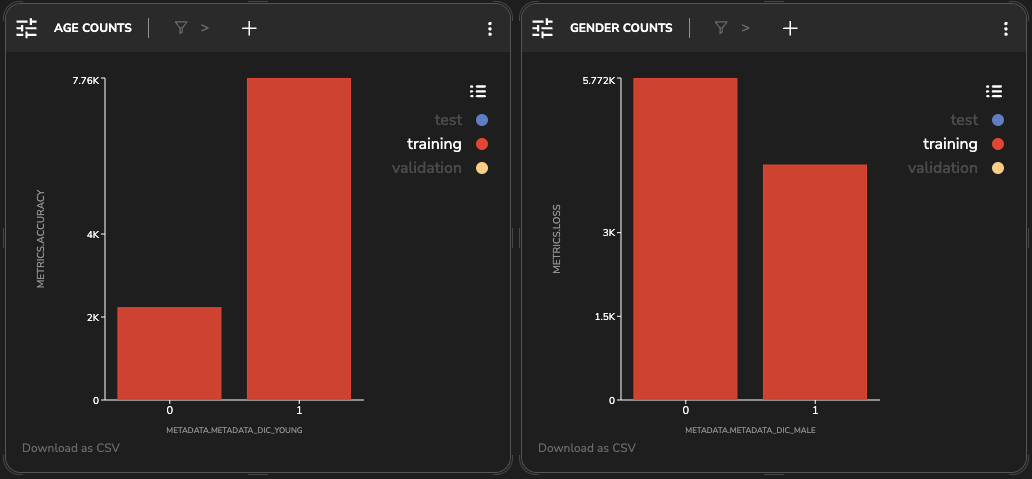 AGE COUNTS >
7.76K
test
training
validation
METRICS.ACCURACY
4K
2K
0
0 1
METADATA.METADATA_DIC_YOUNG
Download as CSV
GENDER COUNTS >
5.772K
test
training
validation
METRICS.LOSS
3K
1.5K
0
0 1
METADATA.METADATA_DIC_MALE
Download as CSV